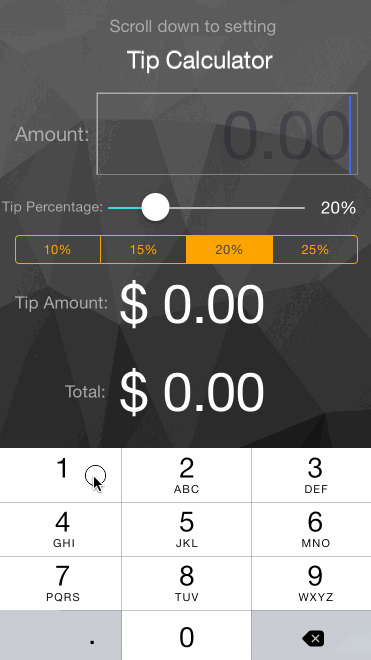 Scroll down to setting
Tip Calculator
Amount: 0.00
Tip Percentage: 20%
10% 15% 20% 25%
Tip Amount: $ 0.00
Total: $ 0.00
1 2 3
ABC DEF
4 5 6
GHI JKL MNO
7 8 9
PQRS TUV WXYZ
. 0